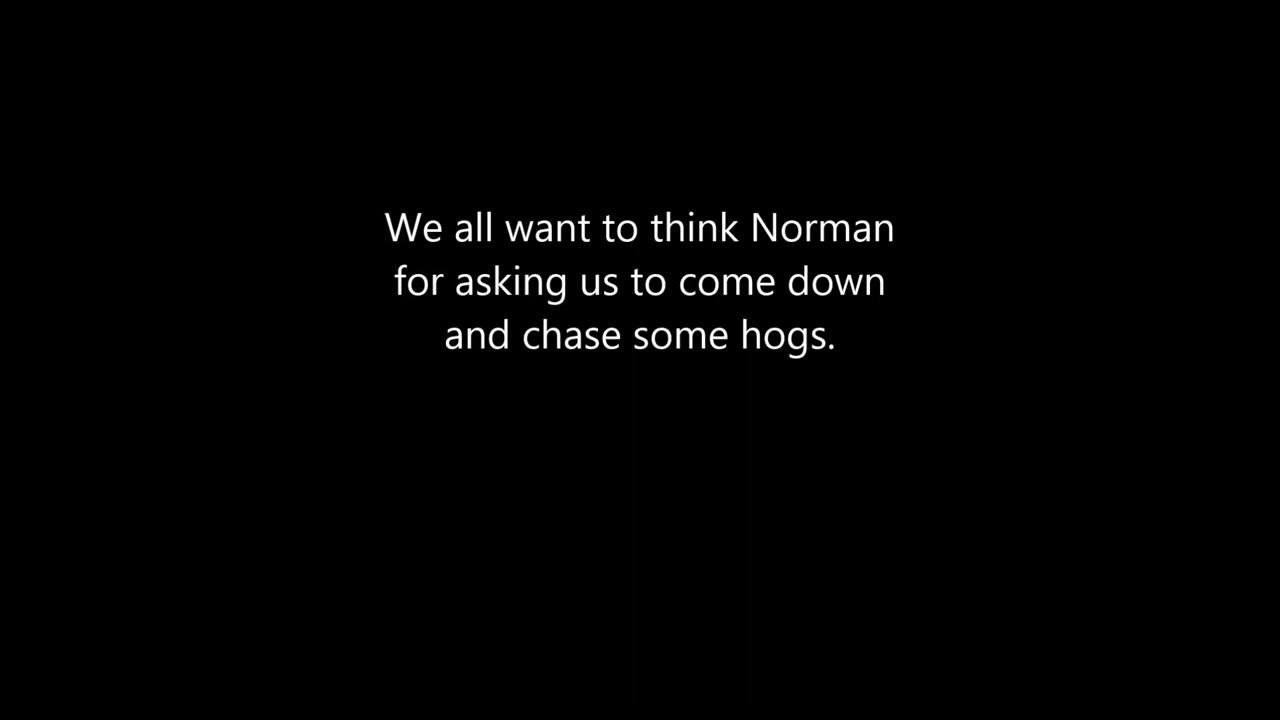 We all want to think Norman
for asking us to come down
and chase some hogs.